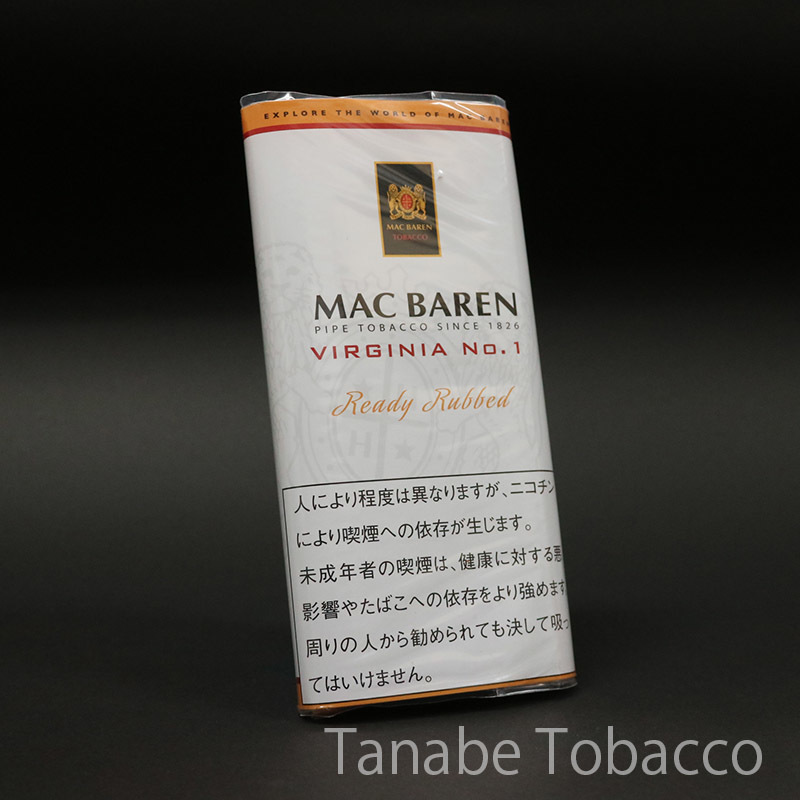 EXPLORE THE WORLD OF MAC BAREN
MAC BAREN
TOBACCO
MAC BAREN
PIPE TOBACCO SINCE 1826
VIRGINIA No.1
Ready Rubbed
人により程度は異なりますが、ニコチン
により喫煙への依存が生じます。
未成年者の喫煙は、健康に対する悪
影響やたばこへの依存をより強めます
周りの人から勧められても決して吸っ
てはいけません。
Tanabe Tobacco